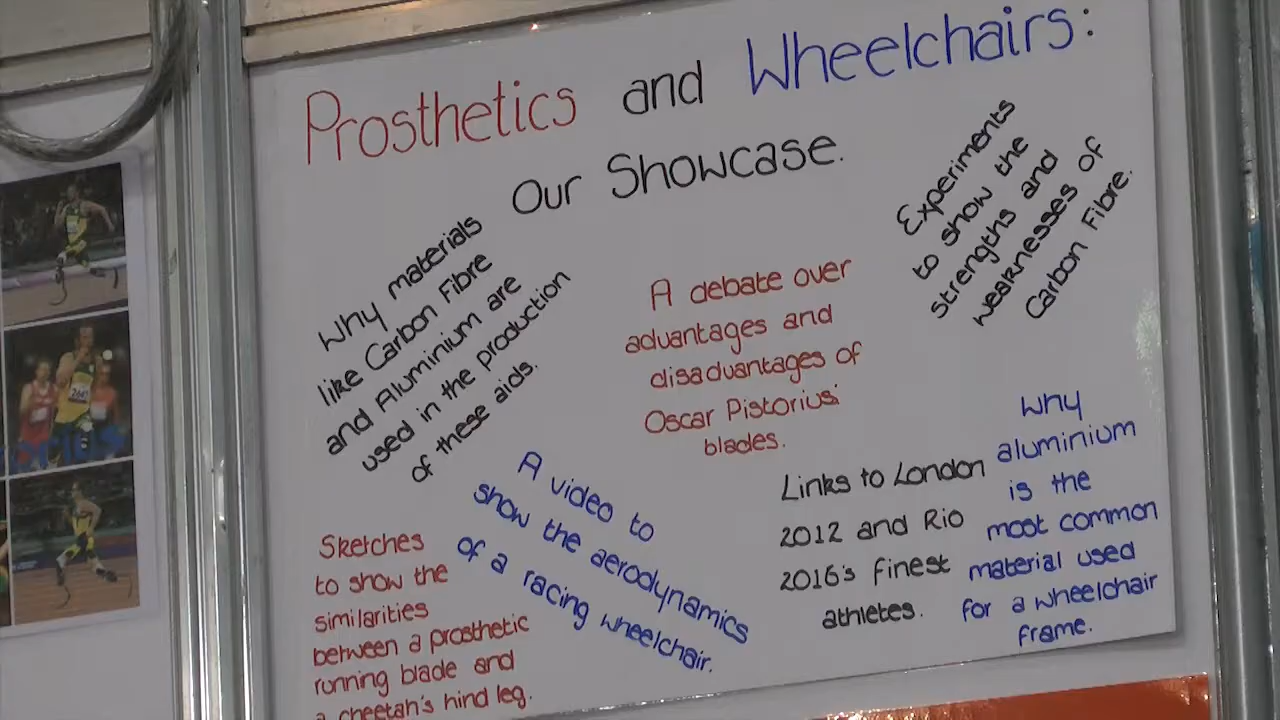 Prosthetics and Wheelchairs:
Our Showcase.
Why materials
like Carbon Fibre
and Aluminium are
used in the production
of these aids.
A debate over
advantages and
disadvantages of
Oscar Pistorius'
blades.
Experiments
to show the
strengths and
weaknesses of
Carbon Fibre.
Sketches
to show the
similarities
between a prosthetic
running blade and
a cheetah's hind leg.
A video to
show the aerodynamics
of a racing wheelchair.
Links to London
2012 and Rio
2016's finest
athletes.
Why
aluminium
is the
most common
material used
for a wheelchair
frame.